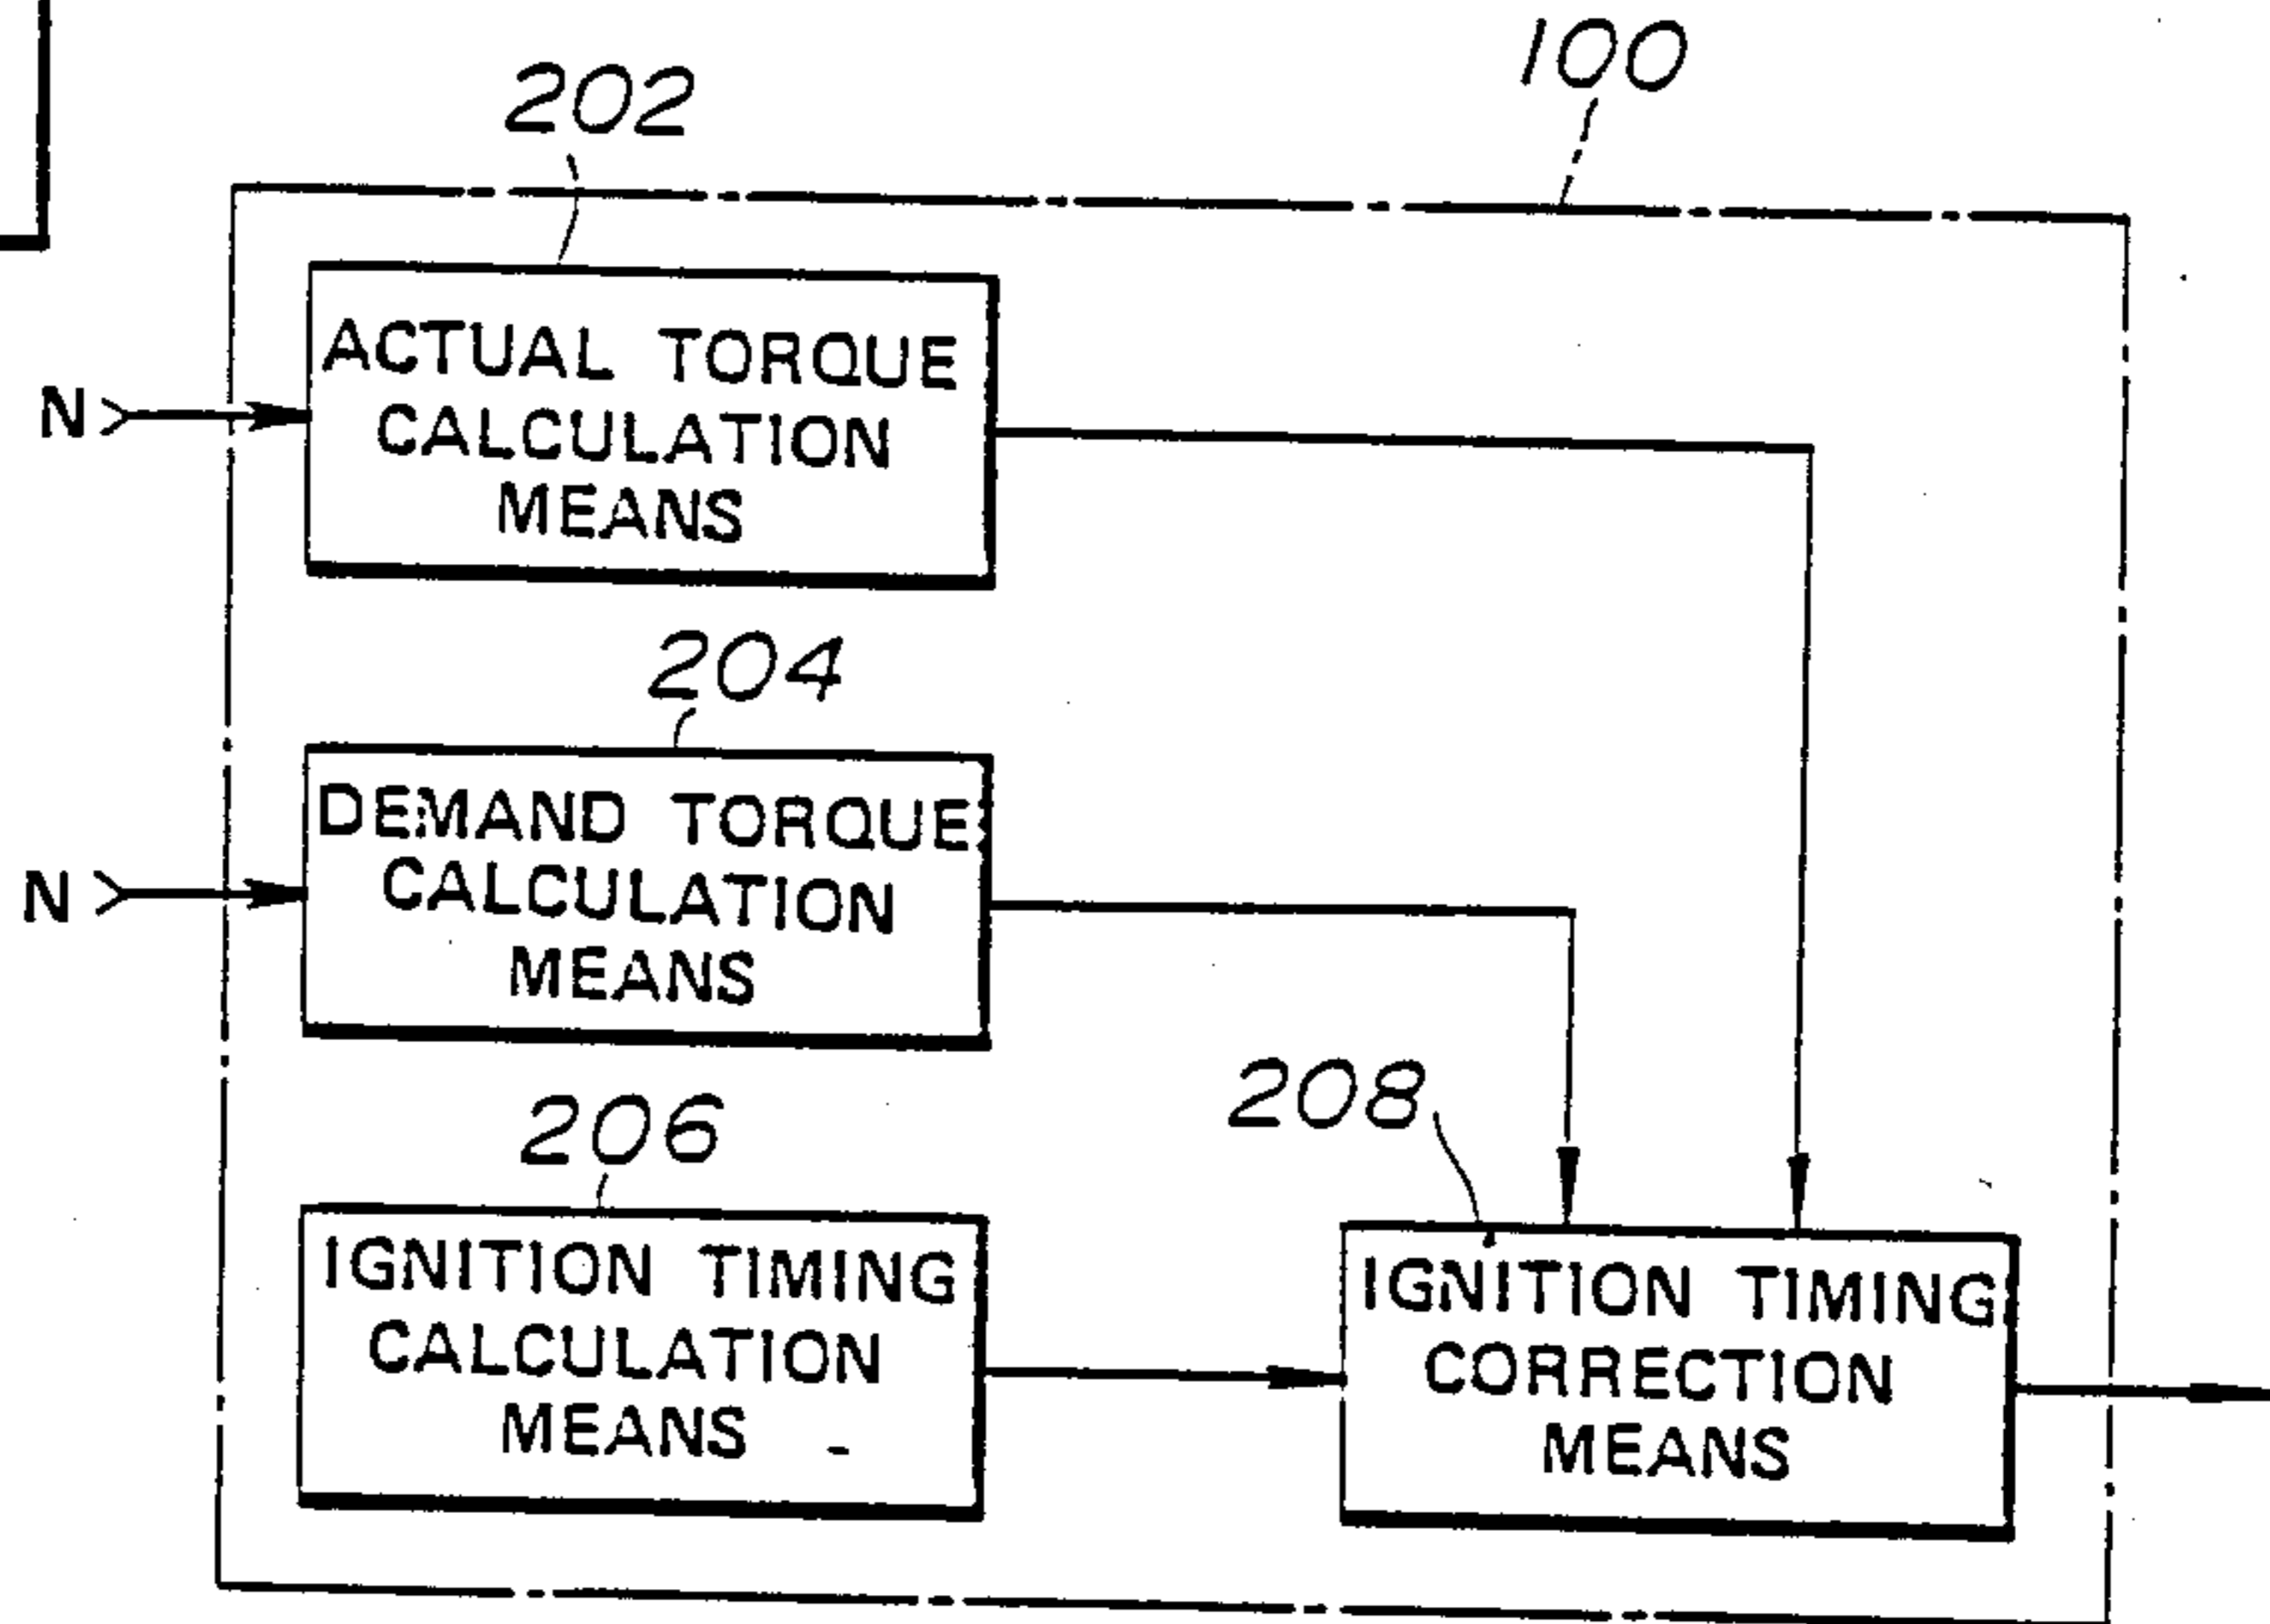 100
202
N
ACTUAL TORQUE
CALCULATION
MEANS
204
N
DEMAND TORQUE
CALCULATION
MEANS
206
IGNITION TIMING
CALCULATION
MEANS
208
IGNITION TIMING
CORRECTION
MEANS